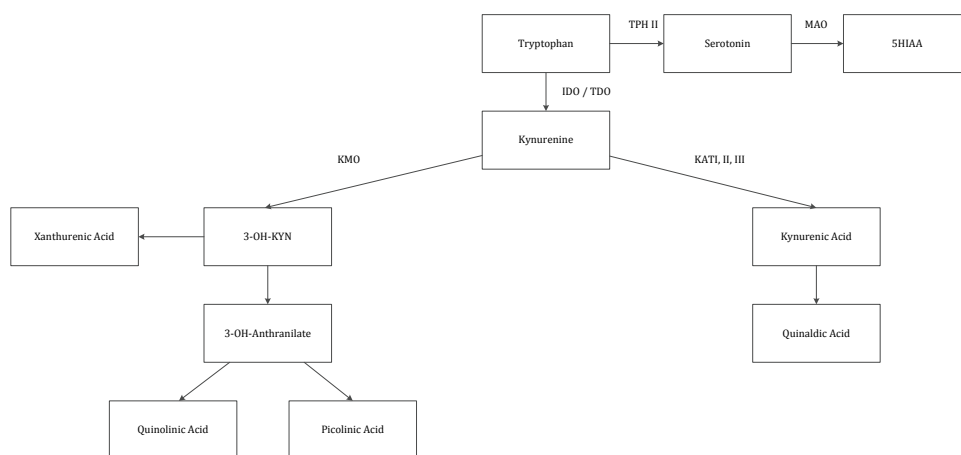 TPH II
MAO
Tryptophan
Serotonin
5HIAA
IDO / TDO
Kynurenine
KMO
KATI, II, III
Xanthurenic Acid
3-OH-KYN
Kynurenic Acid
3-OH-Anthranilate
Quinaldic Acid
Quinolinic Acid
Picolinic Acid